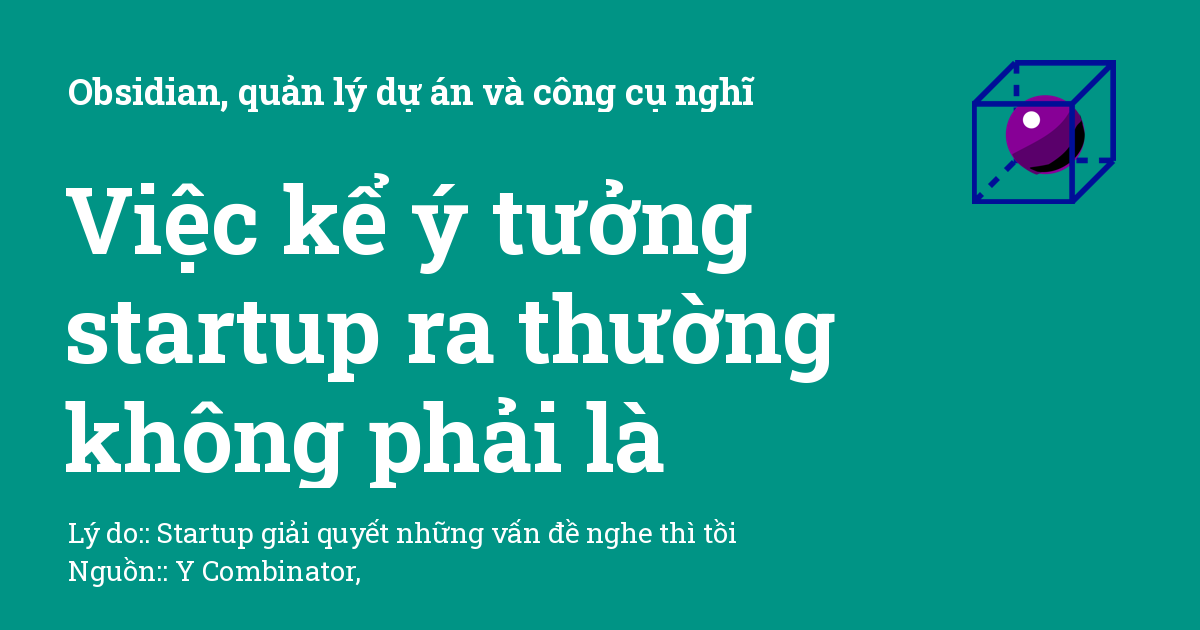 Obsidian, quản lý dự án và công cụ nghĩ
Việc kể ý tưởng
startup ra thường
không phải là
Lý do:: Startup giải quyết những vấn đề nghe thì tồi
Nguồn:: Y Combinator,